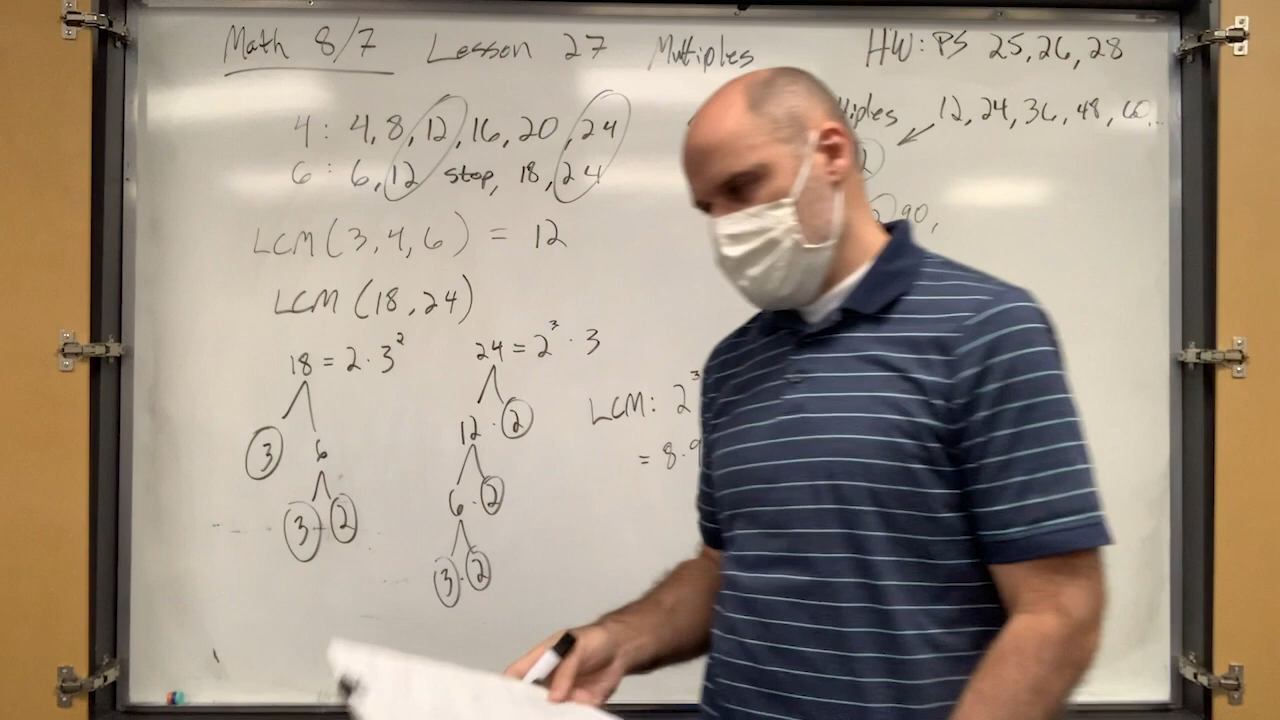 Math 8/7 Lesson 27 Multiples HW: PS 25,26,28
4: 4,8,12,16,20,24
6: 6,12 stop, 18,24
12,24,36,48,60,..
90,
LCM(3,4,6) = 12
LCM(18,24)
18 = 2·3²
3 6
3·2
24 = 2³·3
12·2
6·2
3·2
LCM: 2³
= 8·9